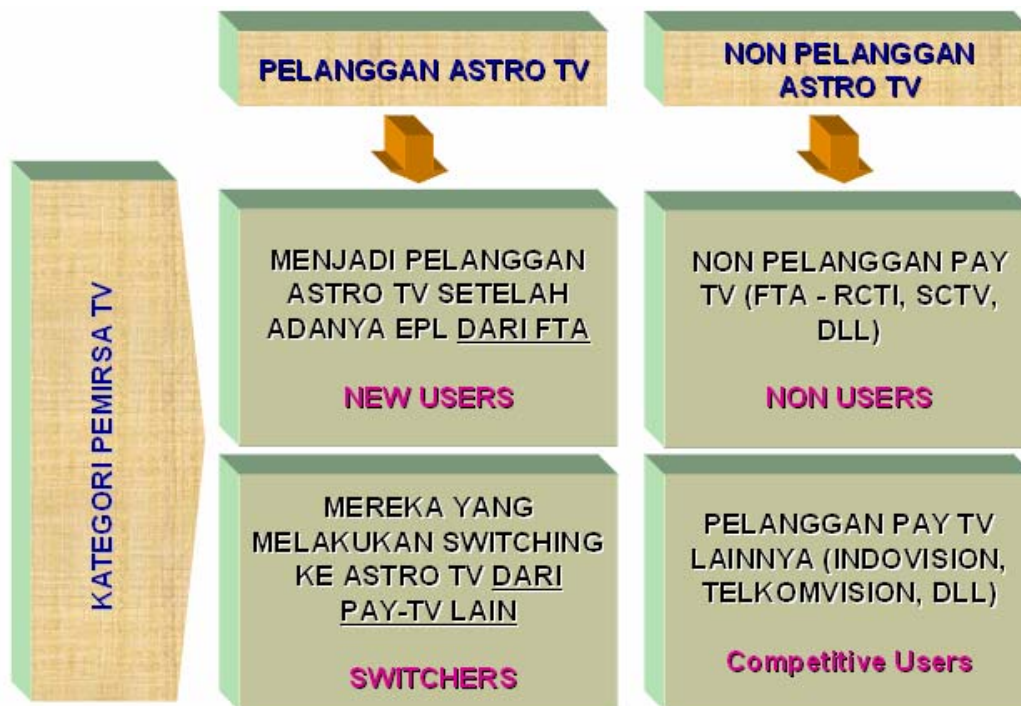 PELANGGAN ASTRO TV
NON PELANGGAN
ASTRO TV
KATEGORI PEMIRSA TV
MENJADI PELANGGAN
ASTRO TV SETELAH
ADANYA EPL DARI FTA
NEW USERS
NON PELANGGAN PAY
TV (FTA - RCTI, SCTV,
DLL)
NON USERS
MEREKA YANG
MELAKUKAN SWITCHING
KE ASTRO TV DARI
PAY-TV LAIN
SWITCHERS
PELANGGAN PAY TV
LAINNYA (INDOVISION,
TELKOMVISION, DLL)
Competitive Users